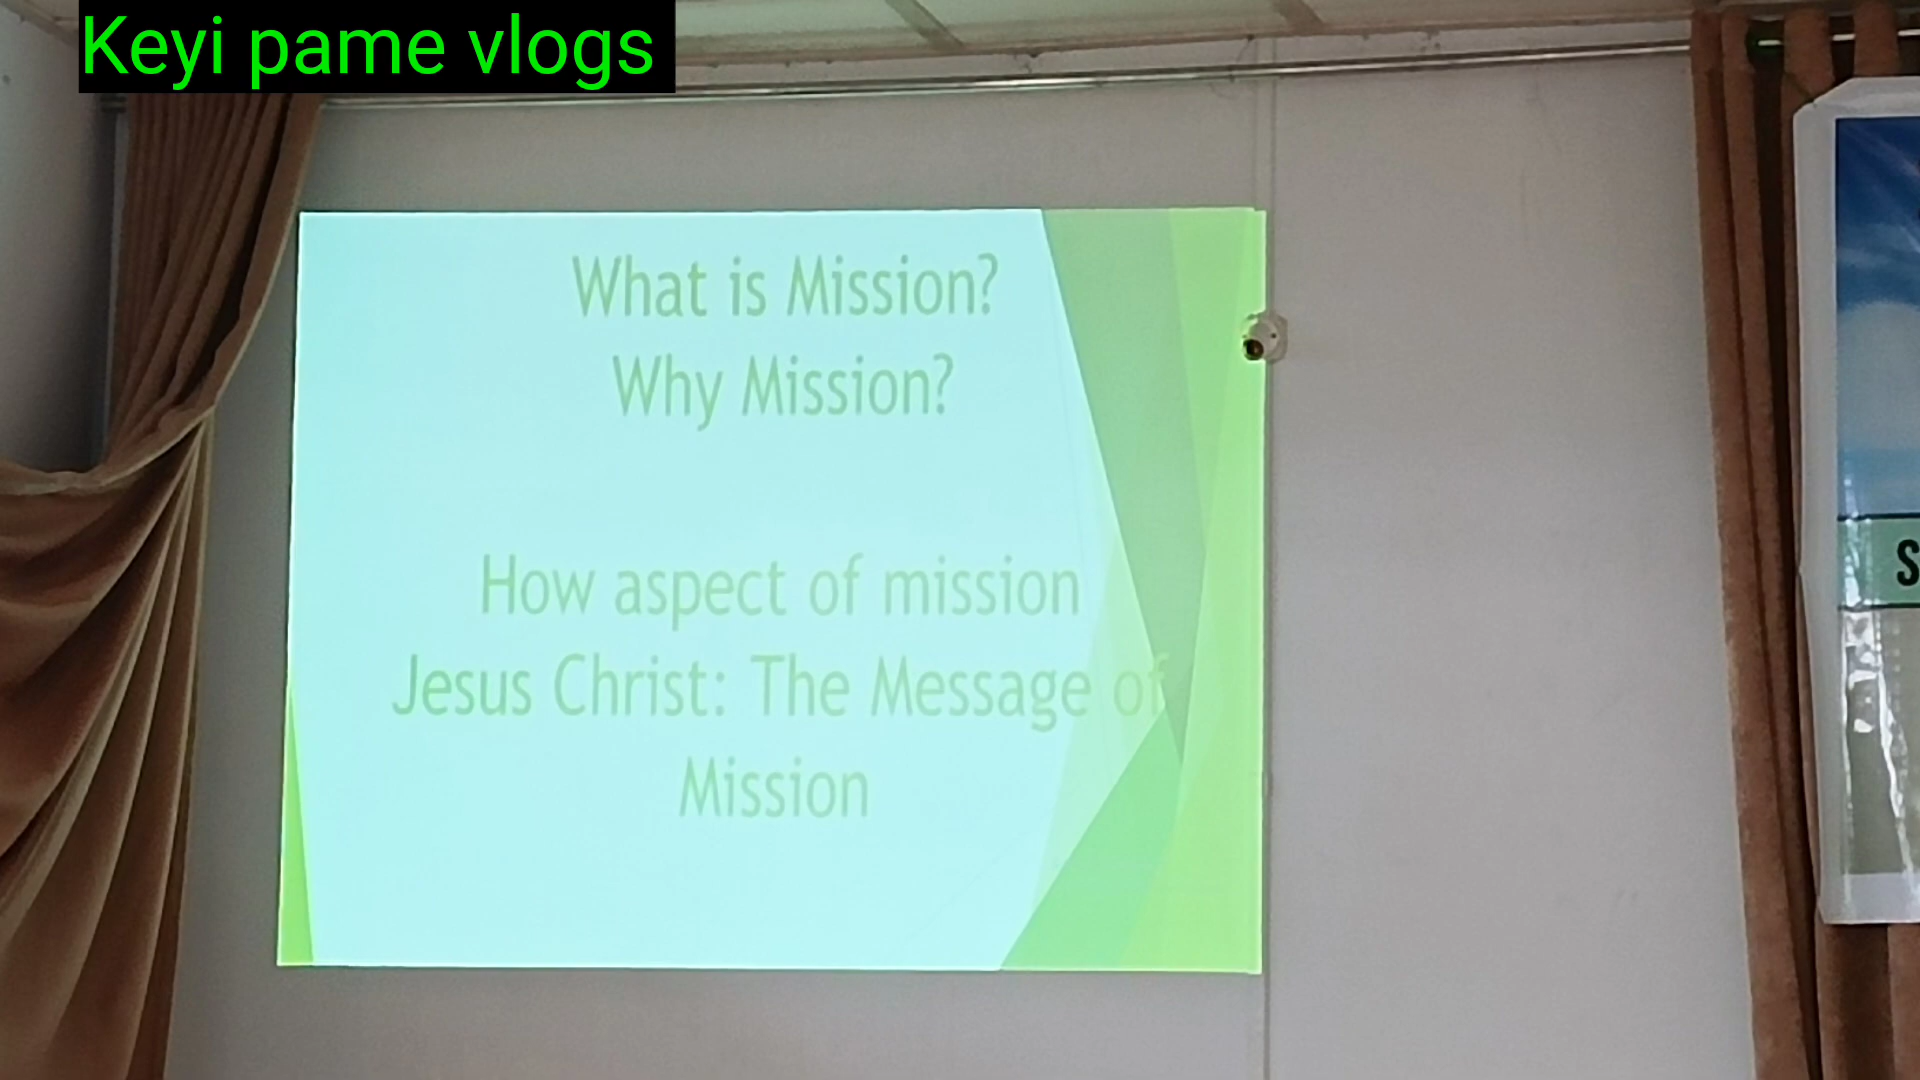 Keyi pame vlogs
What is Mission?
Why Mission?
How aspect of mission
Jesus Christ: The Message of
Mission
S